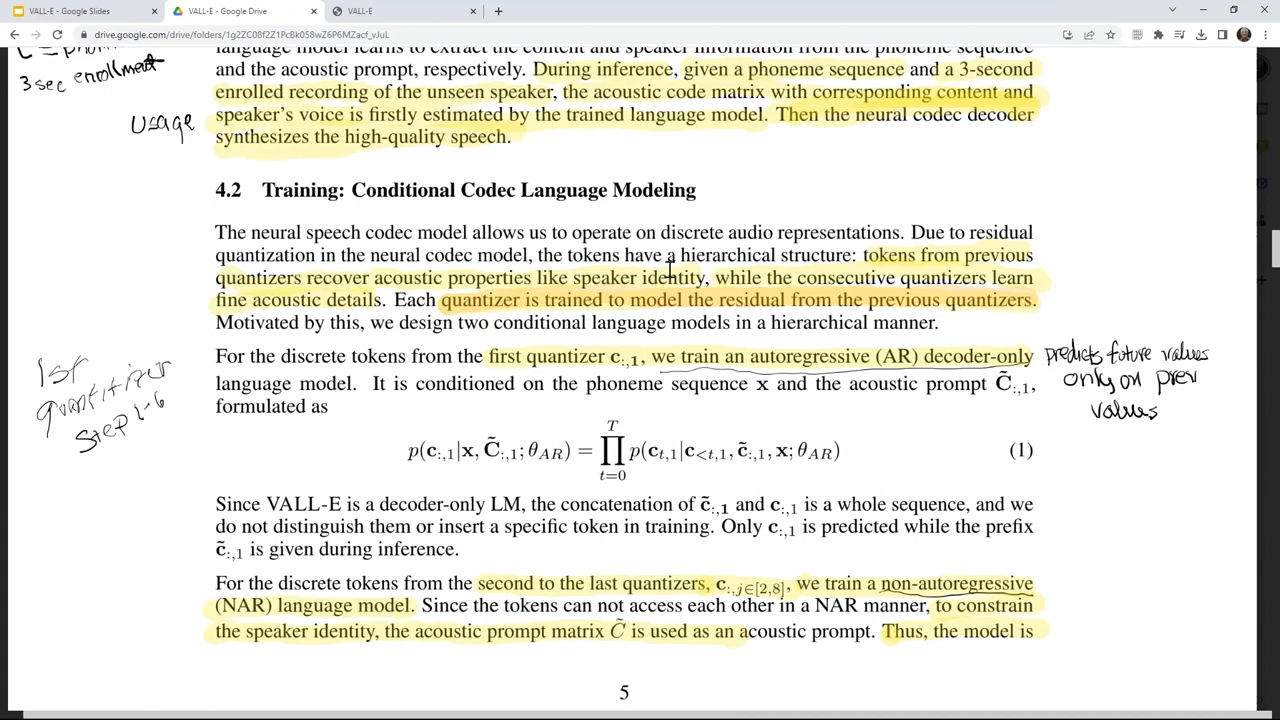 VALL-E - Google Slides
VALL-E - Google Drive
VALL-E
drive.google.com/drive/folders/1g2ZC08f2Z1PcBk058wZ6P6MZacf_vJuL
language model learns to extract the content and speaker information from the phoneme sequence
and the acoustic prompt, respectively. During inference, given a phoneme sequence and a 3-second
enrolled recording of the unseen speaker, the acoustic code matrix with corresponding content and
speaker's voice is firstly estimated by the trained language model. Then the neural codec decoder
synthesizes the high-quality speech.
3 sec enrollment
usage
4.2 Training: Conditional Codec Language Modeling
The neural speech codec model allows us to operate on discrete audio representations. Due to residual
quantization in the neural codec model, the tokens have a hierarchical structure: tokens from previous
quantizers recover acoustic properties like speaker identity, while the consecutive quantizers learn
fine acoustic details. Each quantizer is trained to model the residual from the previous quantizers.
Motivated by this, we design two conditional language models in a hierarchical manner.
For the discrete tokens from the first quantizer c:,1, we train an autoregressive (AR) decoder-only
language model. It is conditioned on the phoneme sequence x and the acoustic prompt C̃:,1,
formulated as
1st
quantitizer
step
predicts future values
only on prev
values
p(c:,1|x, C̃:,1; θAR) = ∏ t=0 T p(ct,1|c<t,1, c̃:,1, x; θAR) (1)
Since VALL-E is a decoder-only LM, the concatenation of c̃:,1 and c:,1 is a whole sequence, and we
do not distinguish them or insert a specific token in training. Only c:,1 is predicted while the prefix
c̃:,1 is given during inference.
For the discrete tokens from the second to the last quantizers, c:,j∈[2,8], we train a non-autoregressive
(NAR) language model. Since the tokens can not access each other in a NAR manner, to constrain
the speaker identity, the acoustic prompt matrix C̃ is used as an acoustic prompt. Thus, the model is
5